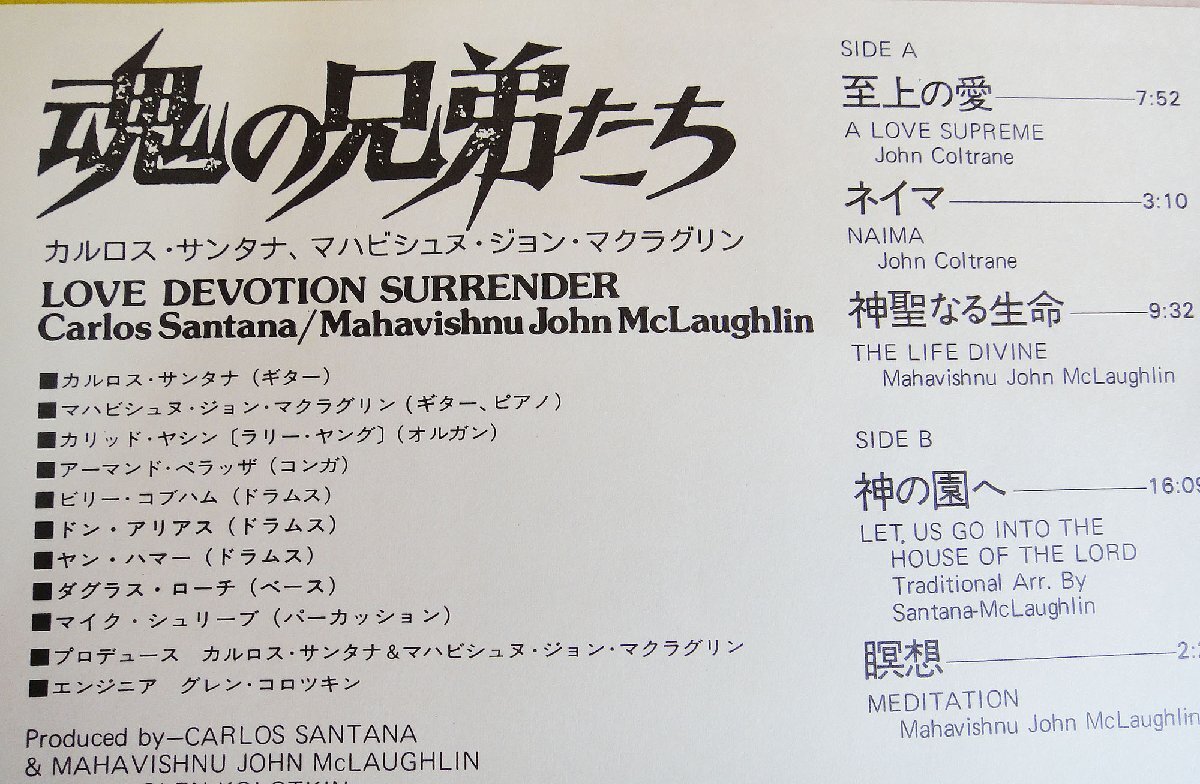 魂の兄弟たち
カルロス・サンタナ、マハビシュヌ・ジョン・マクラグリン
LOVE DEVOTION SURRENDER
Carlos Santana/Mahavishnu John McLaughlin
■カルロス・サンタナ（ギター）
■マハビシュヌ・ジョン・マクラグリン（ギター、ピアノ）
■カリッド・ヤシン〔ラリー・ヤング〕（オルガン）
■アーマンド・ペラッザ（コンガ）
■ビリー・コブハム（ドラムス）
■ドン・アリアス（ドラムス）
■ヤン・ハマー（ドラムス）
■ダグラス・ローチ（ベース）
■マイク・シュリーブ（パーカッション）
■プロデュース　カルロス・サンタナ&マハビシュヌ・ジョン・マクラグリン
■エンジニア　グレン・コロツキン
Produced by—CARLOS SANTANA
& MAHAVISHNU JOHN McLAUGHLIN
SIDE A
至上の愛 7:52
A LOVE SUPREME
John Coltrane
ネイマ 3:10
NAIMA
John Coltrane
神聖なる生命 9:32
THE LIFE DIVINE
Mahavishnu John McLaughlin
SIDE B
神の園へ 16:09
LET, US GO INTO THE
HOUSE OF THE LORD
Traditional Arr. By
Santana-McLaughlin
瞑想
MEDITATION
Mahavishnu John McLaughlin